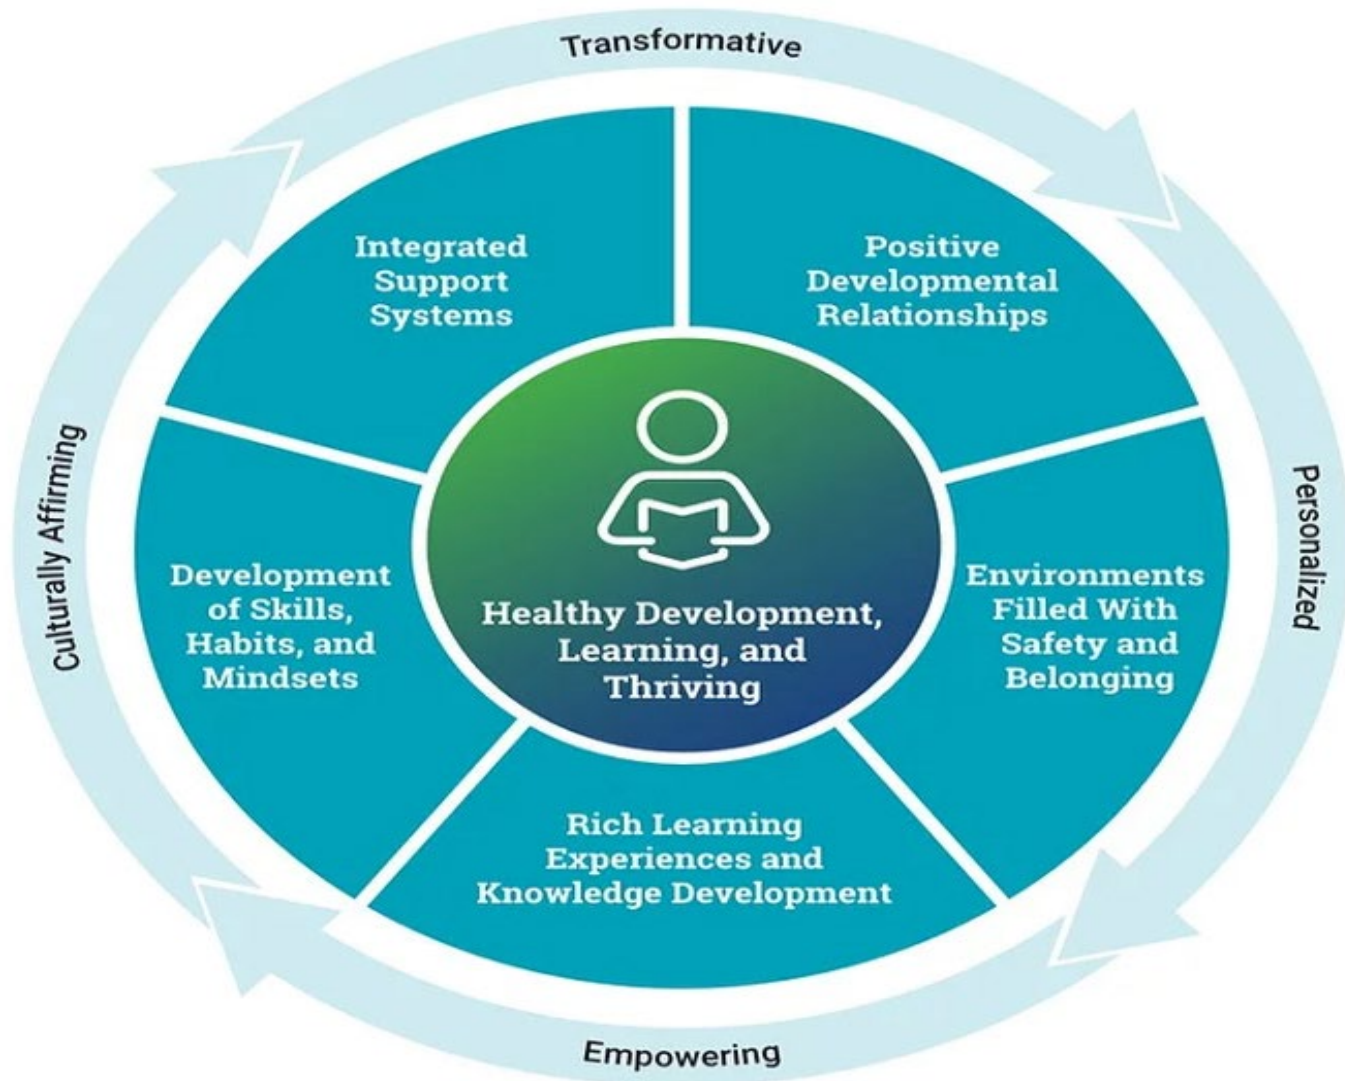 Transformative
Integrated
Support
Systems
Positive
Developmental
Relationships
Culturally Affirming
Personalized
Development
of Skills,
Habits, and
Mindsets
Healthy Development,
Learning, and
Thriving
Environments
Filled With
Safety and
Belonging
Rich Learning
Experiences and
Knowledge Development
Empowering